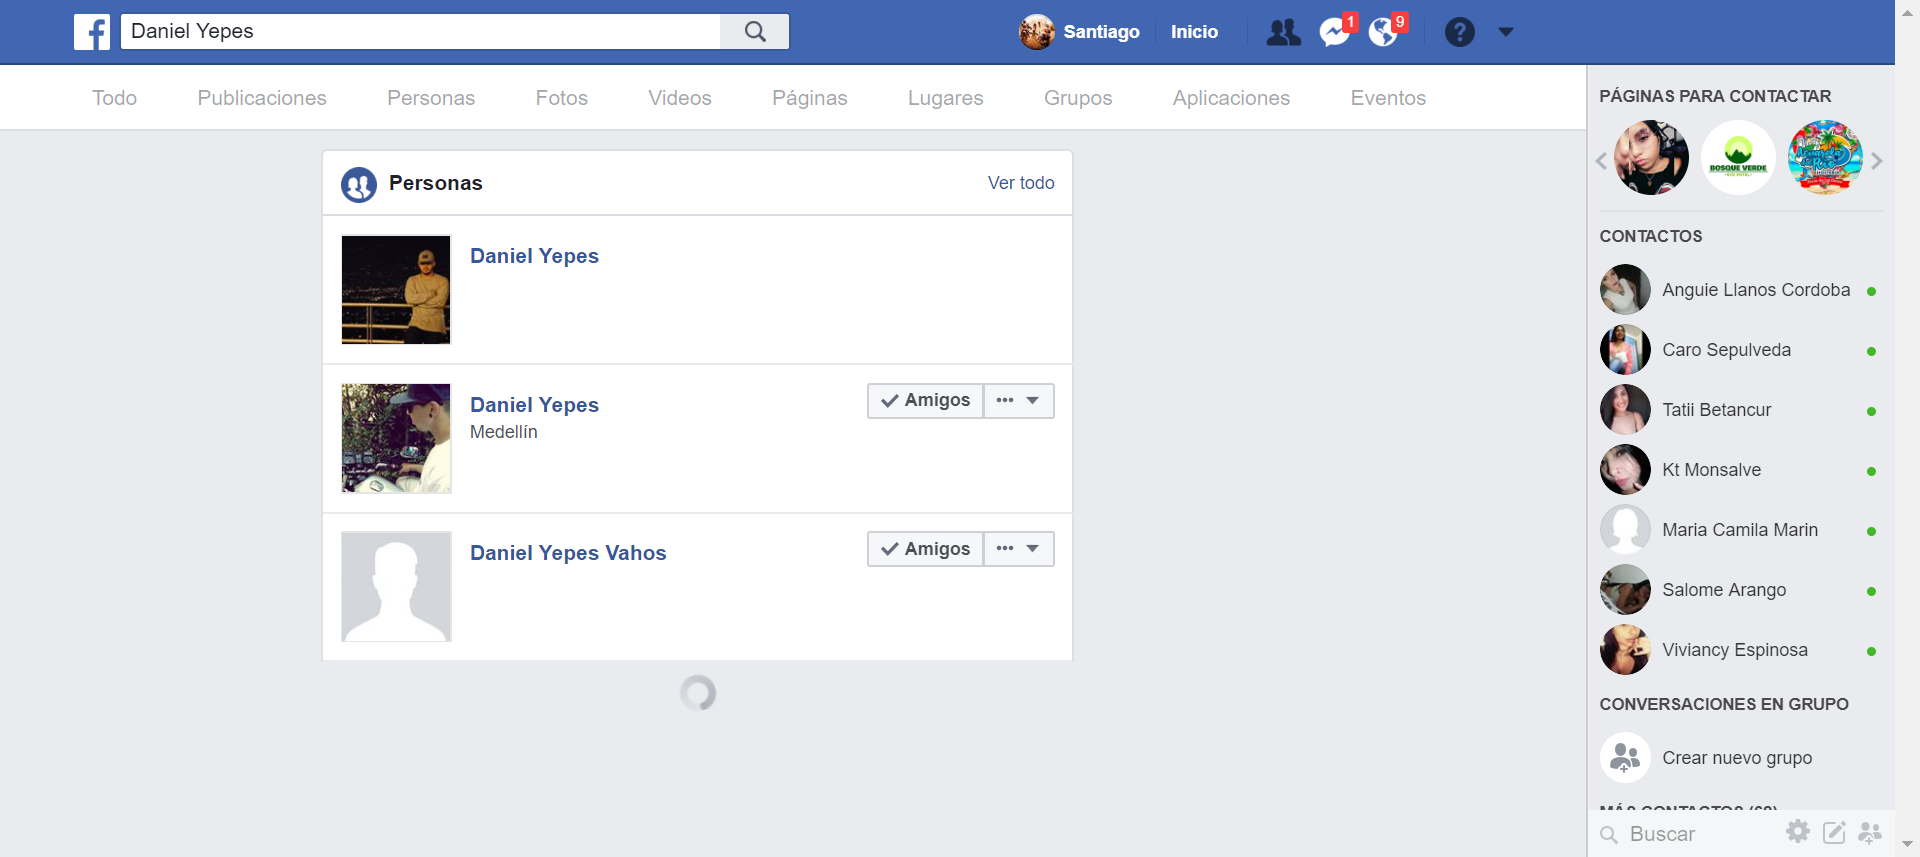 Daniel Yepes
Santiago
Inicio
1
9
?
Todo Publicaciones Personas Fotos Videos Páginas Lugares Grupos Aplicaciones Eventos
Personas
Ver todo
Daniel Yepes
Daniel Yepes
Medellín
Amigos
Daniel Yepes Vahos
Amigos
PÁGINAS PARA CONTACTAR
BOSQUE VERDE
CONTACTOS
Anguie Llanos Cordoba
Caro Sepulveda
Tatii Betancur
Kt Monsalve
Maria Camila Marin
Salome Arango
Viviancy Espinosa
CONVERSACIONES EN GRUPO
Crear nuevo grupo
MÁS CONTACTOS
Buscar